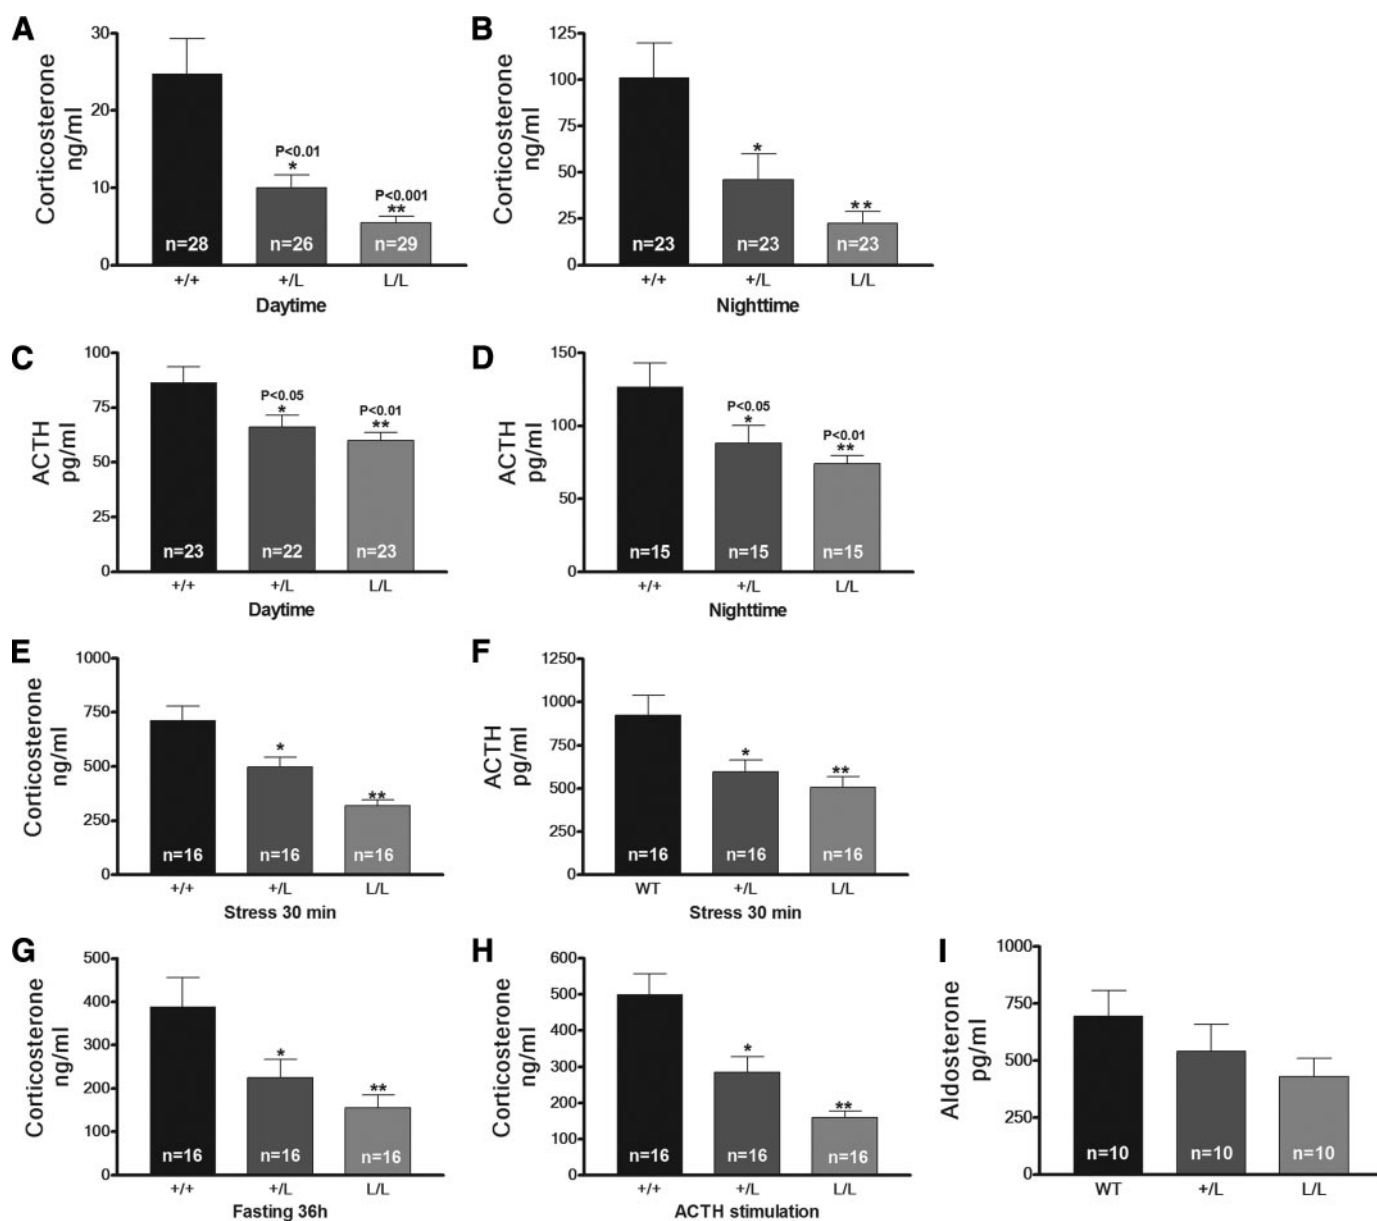 A
Corticosterone
ng/ml
30
20
10
0
P<0.01
*
P<0.001
**
n=28
n=26
n=29
+/+
+/L
L/L
Daytime
B
Corticosterone
ng/ml
125
100
75
50
25
0
*
**
n=23
n=23
n=23
+/+
+/L
L/L
Nighttime
C
ACTH
pg/ml
100
75
50
25
0
P<0.05
*
P<0.01
**
n=23
n=22
n=23
+/+
+/L
L/L
Daytime
D
ACTH
pg/ml
150
100
50
0
P<0.05
*
P<0.01
**
n=15
n=15
n=15
+/+
+/L
L/L
Nighttime
E
Corticosterone
ng/ml
1000
750
500
250
0
*
**
n=16
n=16
n=16
+/+
+/L
L/L
Stress 30 min
F
ACTH
pg/ml
1250
1000
750
500
250
0
*
**
n=16
n=16
n=16
WT
+/L
L/L
Stress 30 min
G
Corticosterone
ng/ml
500
400
300
200
100
0
*
**
n=16
n=16
n=16
+/+
+/L
L/L
Fasting 36h
H
Corticosterone
ng/ml
600
500
400
300
200
100
0
*
**
n=16
n=16
n=16
+/+
+/L
L/L
ACTH stimulation
I
Aldosterone
pg/ml
1000
750
500
250
0
n=10
n=10
n=10
WT
+/L
L/L